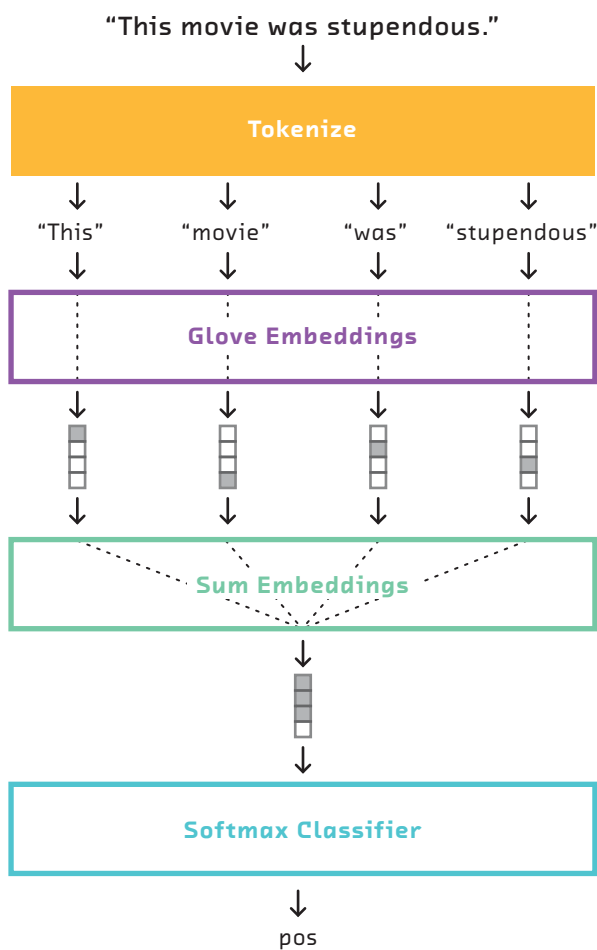 “This movie was stupendous.”
Tokenize
“This” “movie” “was” “stupendous”
Glove Embeddings
Sum Embeddings
Softmax Classifier
pos